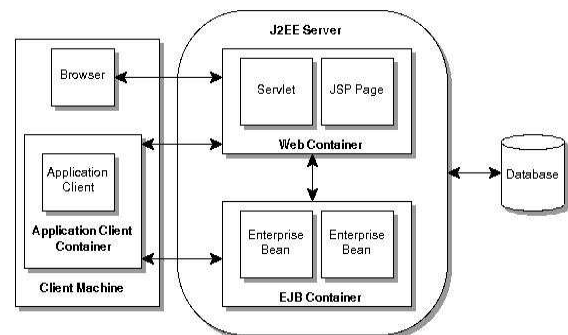 J2EE Server
Browser
Servlet
JSP Page
Web Container
Application
Client
Application Client
Container
Client Machine
Enterprise
Bean
Enterprise
Bean
EJB Container
Database